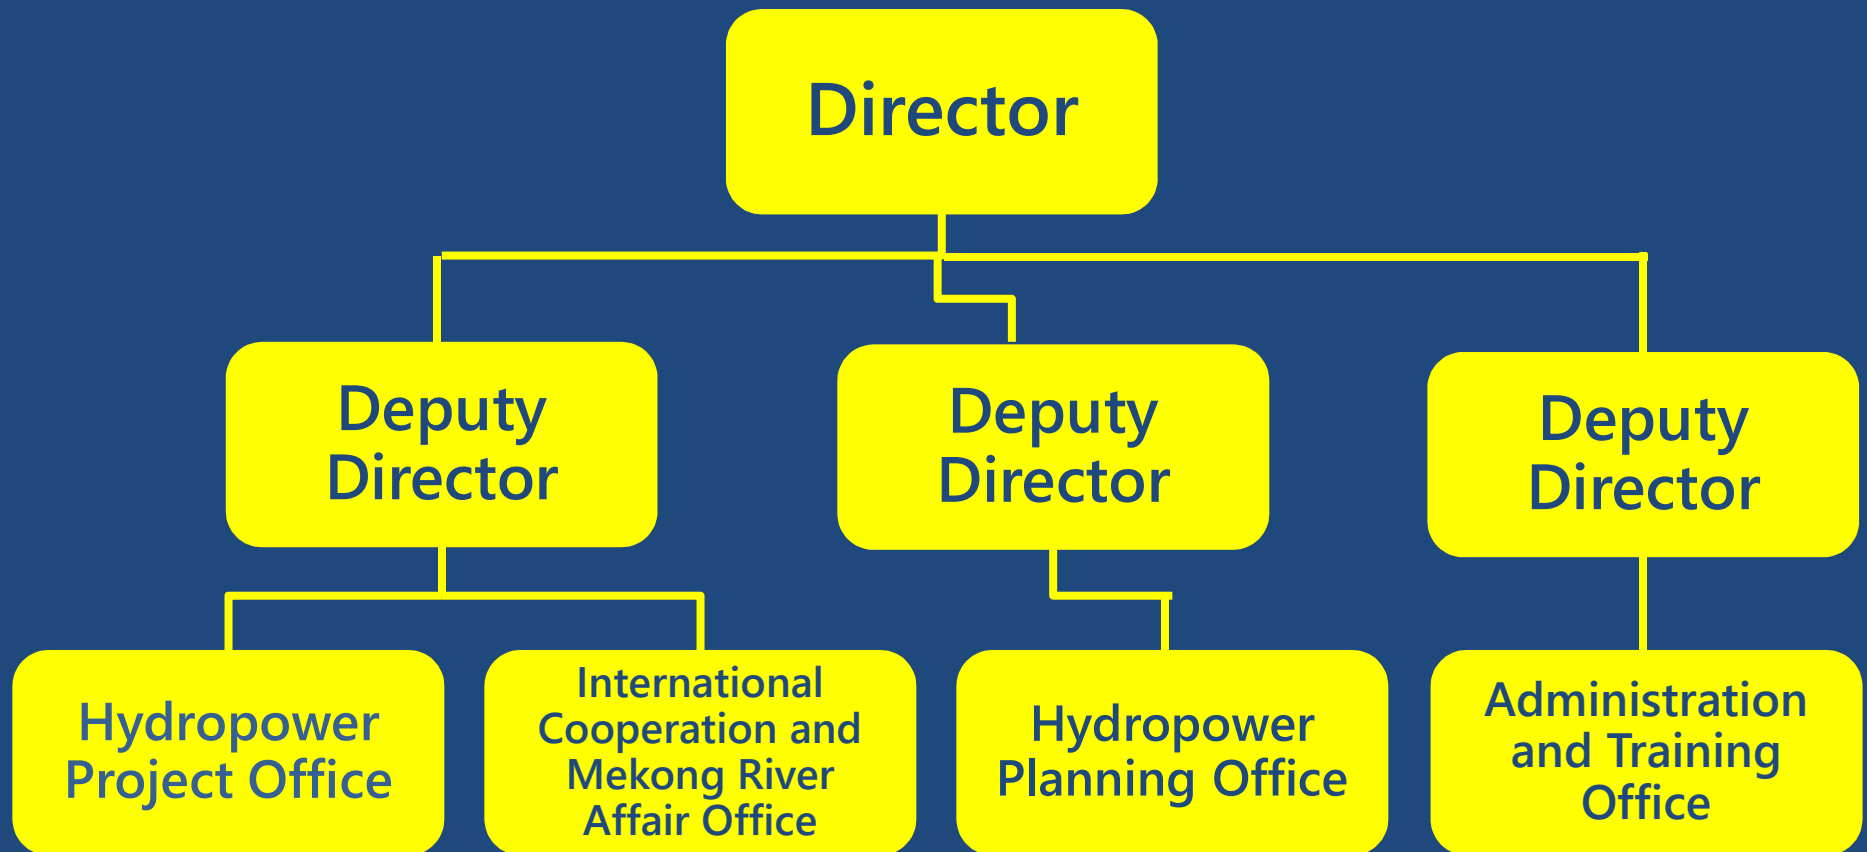 Director
Deputy
Director
Deputy
Director
Deputy
Director
Hydropower
Project Office
International
Cooperation and
Mekong River
Affair Office
Hydropower
Planning Office
Administration
and Training
Office